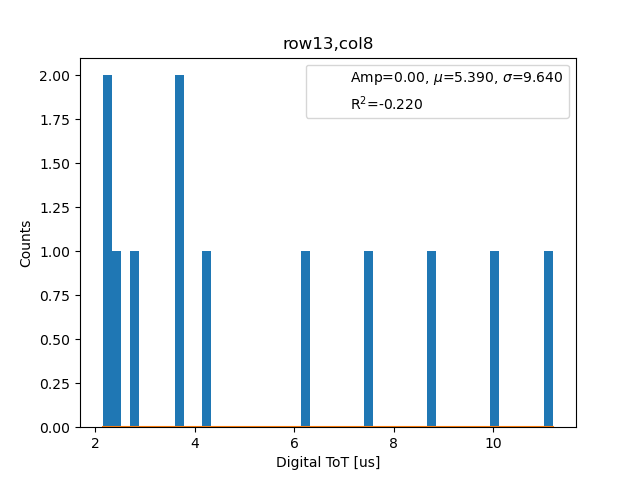 row13,col8
Amp=0.00, μ=5.390, σ=9.640
R²=-0.220
2.00
1.75
1.50
1.25
1.00
0.75
0.50
0.25
0.00
Counts
2 4 6 8 10
Digital ToT [us]